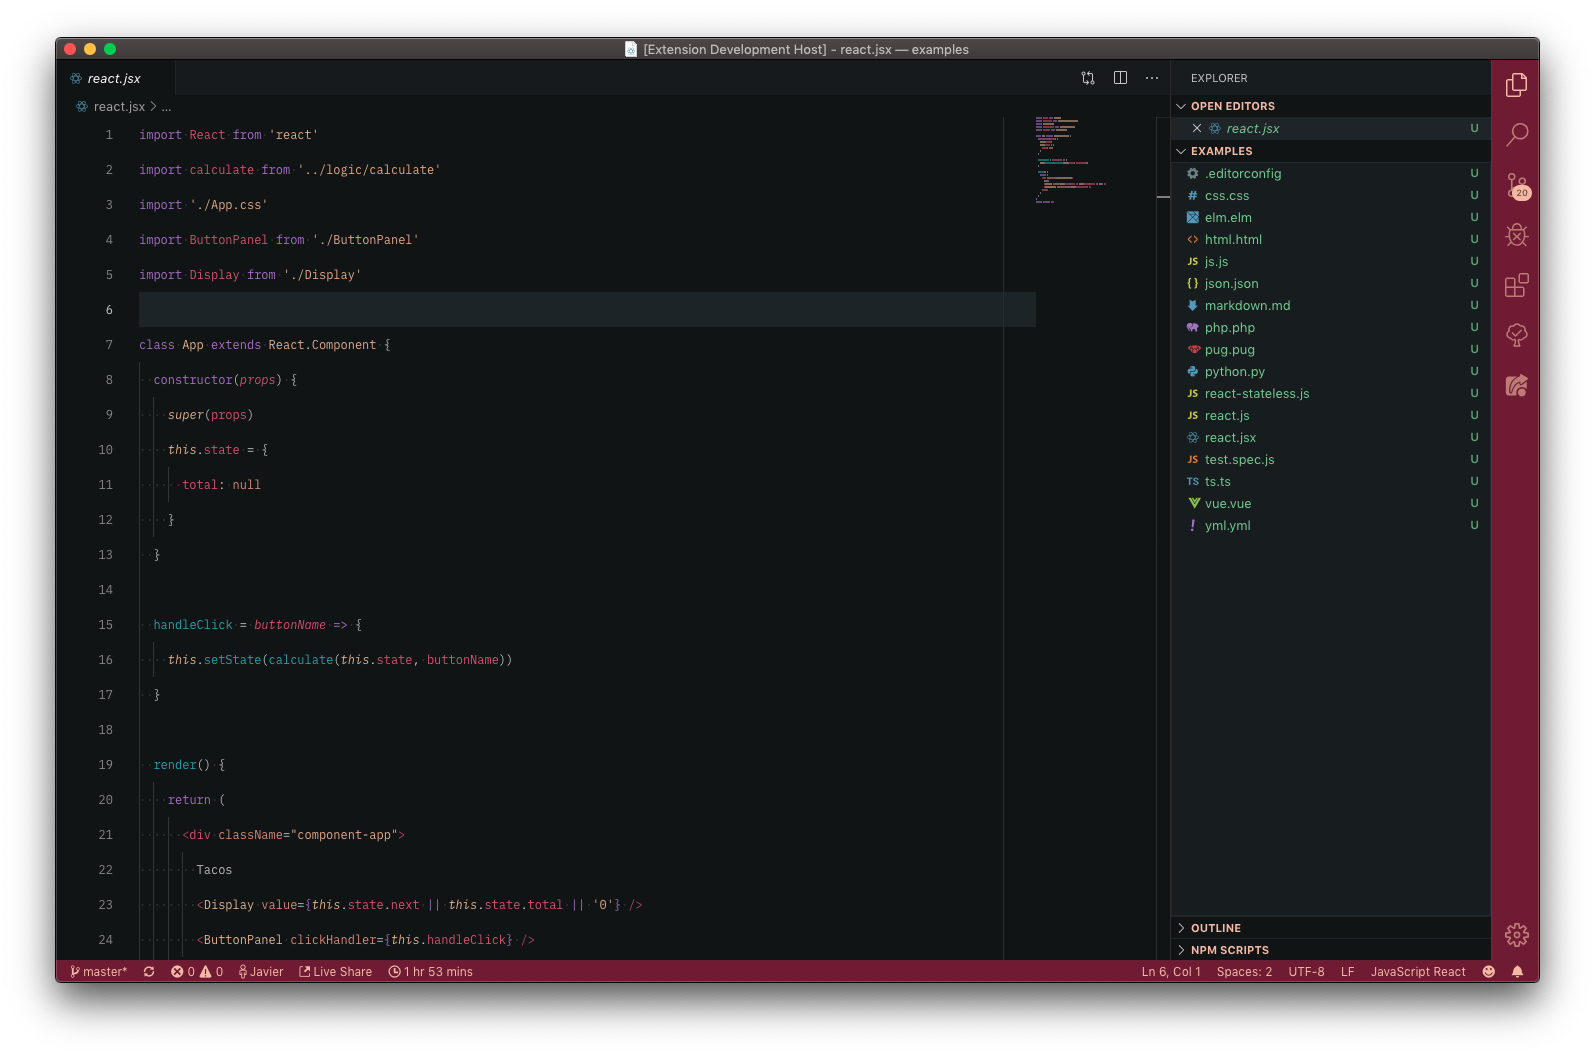 [Extension Development Host] - react.jsx — examples
react.jsx
react.jsx > ...
1 import React from 'react'
2 import calculate from '../logic/calculate'
3 import './App.css'
4 import ButtonPanel from './ButtonPanel'
5 import Display from './Display'
6
7 class App extends React.Component {
8 constructor(props) {
9 super(props)
10 this.state = {
11 total: null
12 }
13 }
14
15 handleClick = buttonName => {
16 this.setState(calculate(this.state, buttonName))
17 }
18
19 render() {
20 return (
21 <div className="component-app">
22 Tacos
23 <Display value={this.state.next || this.state.total || '0'} />
24 <ButtonPanel clickHandler={this.handleClick} />
EXPLORER
OPEN EDITORS
react.jsx U
EXAMPLES
.editorconfig U
# css.css U
elm.elm U
<> html.html U
JS js.js U
{} json.json U
markdown.md U
php.php U
pug.pug U
python.py U
JS react-stateless.js U
JS react.js U
react.jsx U
JS test.spec.js U
TS ts.ts U
vue.vue U
! yml.yml U
OUTLINE
NPM SCRIPTS
20
master* 0 0 Javier Live Share 1 hr 53 mins
Ln 6, Col 1 Spaces: 2 UTF-8 LF JavaScript React